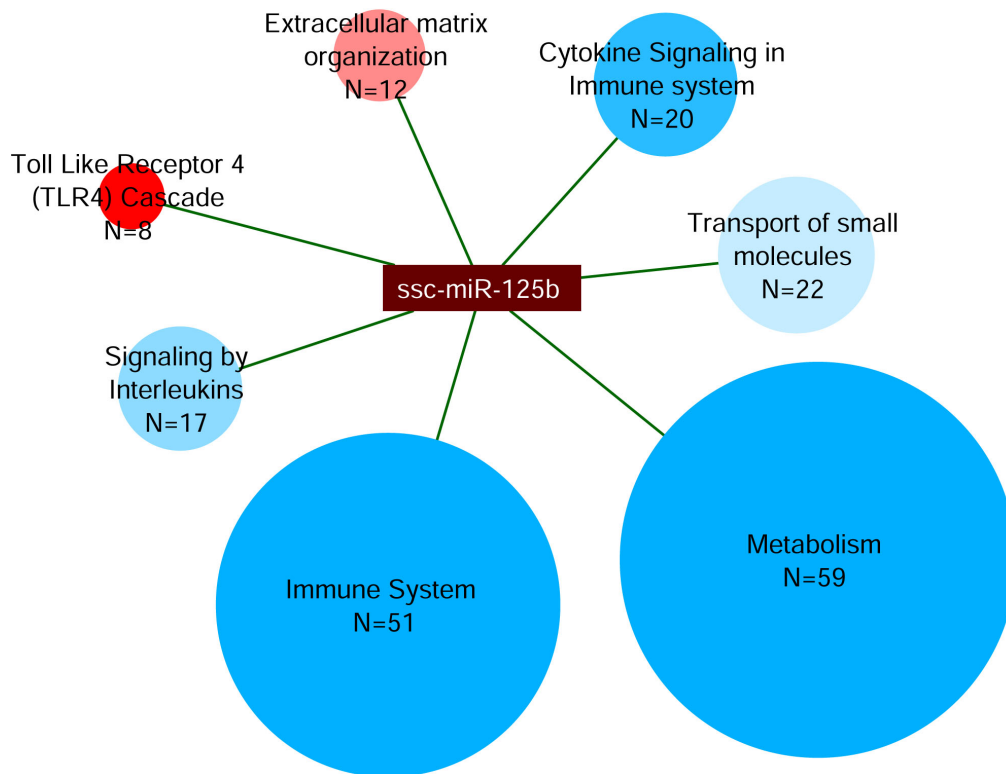 Extracellular matrix
organization
N=12
Cytokine Signaling in
Immune system
N=20
Toll Like Receptor 4
(TLR4) Cascade
N=8
Transport of small
molecules
N=22
ssc-miR-125b
Signaling by
Interleukins
N=17
Metabolism
N=59
Immune System
N=51